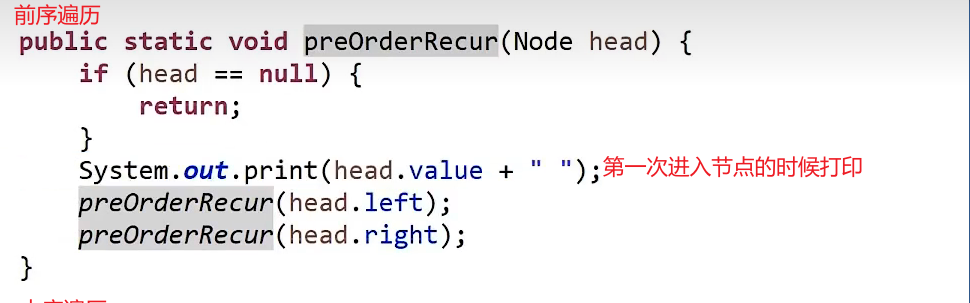 前序遍历
public static void preOrderRecur(Node head) {
if (head == null) {
return;
}
System.out.print(head.value + " ");第一次进入节点的时候打印
preOrderRecur(head.left);
preOrderRecur(head.right);
}